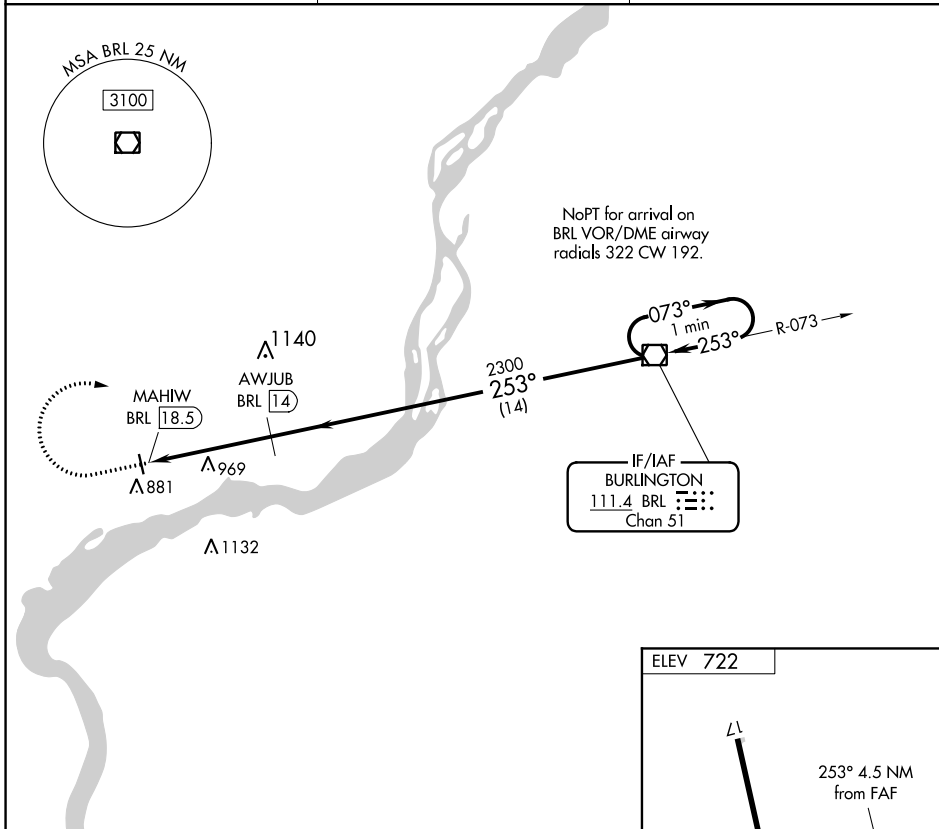 MSA BRL 25 NM
3100
NoPT for arrival on
BRL VOR/DME airway
radials 322 CW 192.
073°
1 min
253°
R-073
1140
AWJUB
BRL 14
2300
253°
(14)
MAHIW
BRL 18.5
969
881
IF/IAF
BURLINGTON
111.4 BRL
Chan 51
1132
ELEV 722
17
253° 4.5 NM
from FAF